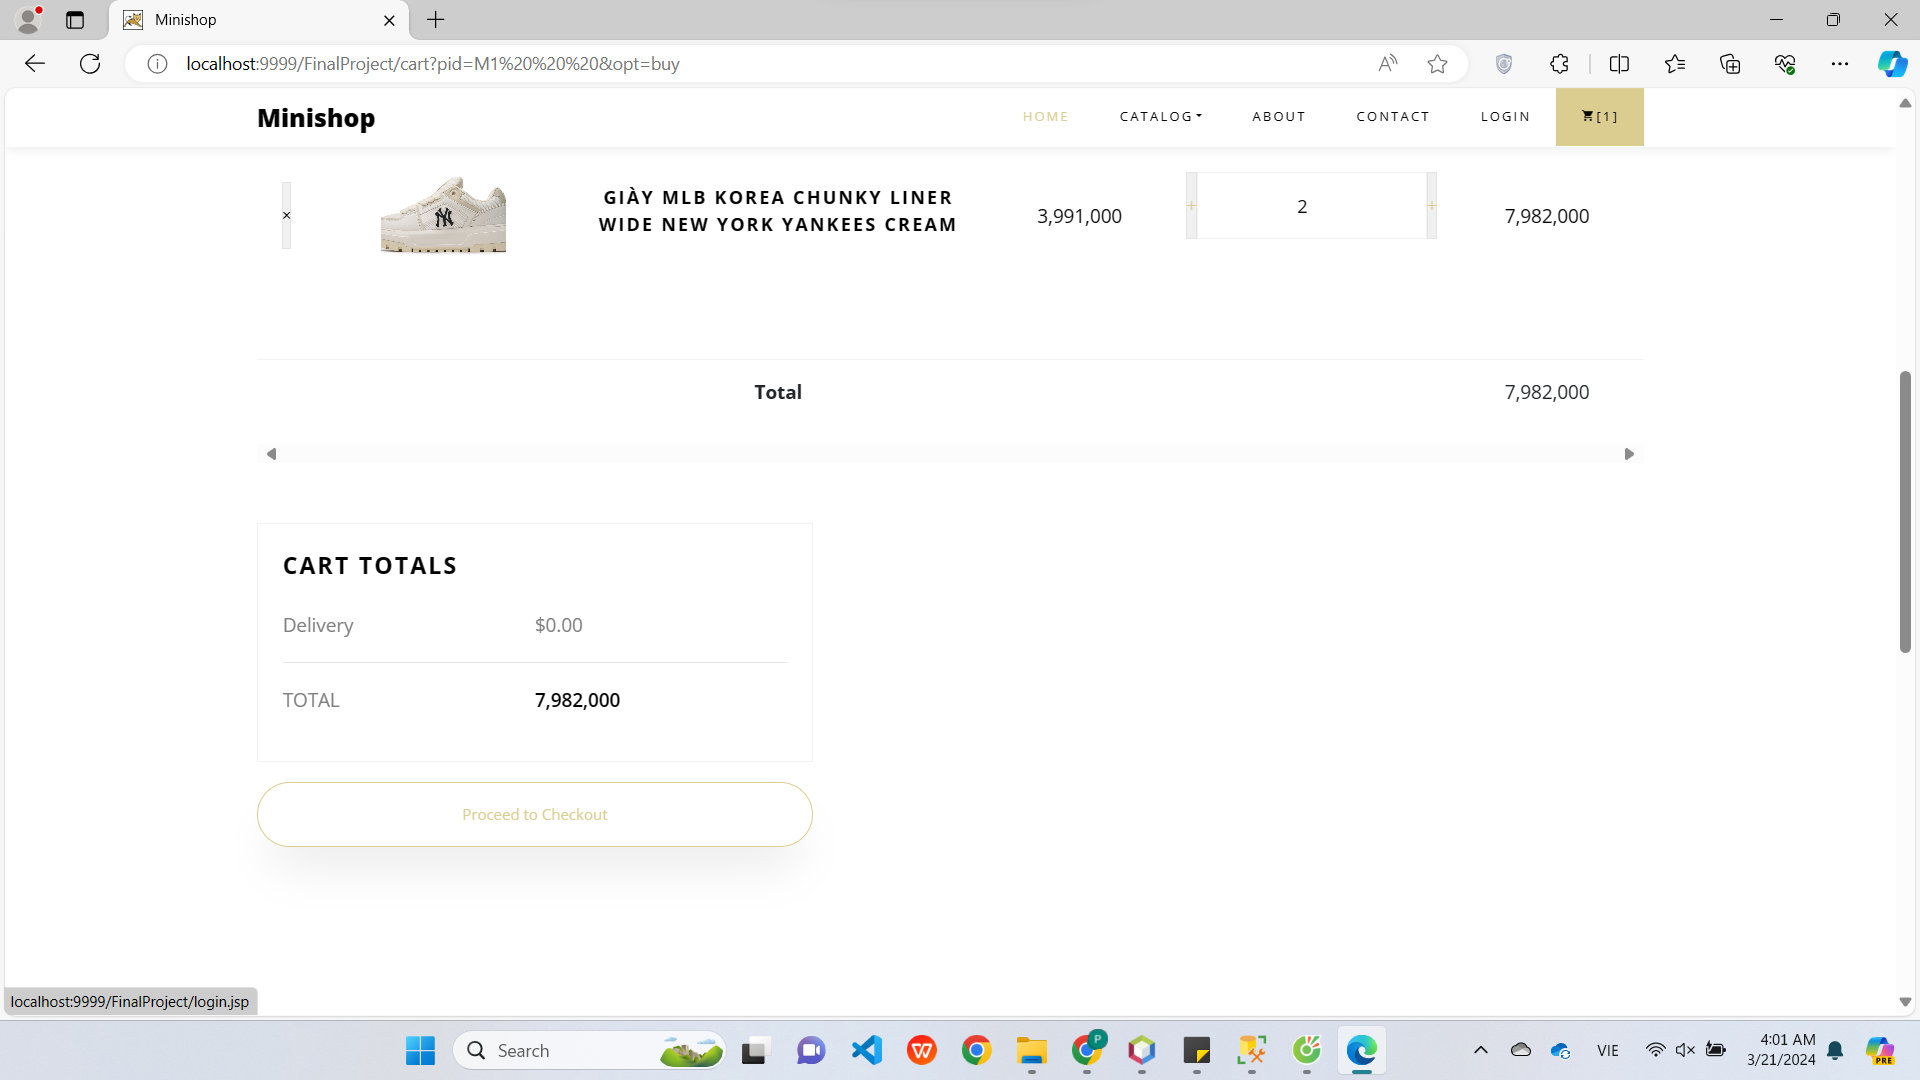 Minishop
localhost:9999/FinalProject/cart?pid=M1%20%20%20&opt=buy
Minishop
HOME
CATALOG
ABOUT
CONTACT
LOGIN
[1]
×
NY
GIÀY MLB KOREA CHUNKY LINER
WIDE NEW YORK YANKEES CREAM
3,991,000
+
2
+
7,982,000
Total
7,982,000
CART TOTALS
Delivery
$0.00
TOTAL
7,982,000
Proceed to Checkout
localhost:9999/FinalProject/login.jsp
Search
P
VIE
4:01 AM
3/21/2024
PRE